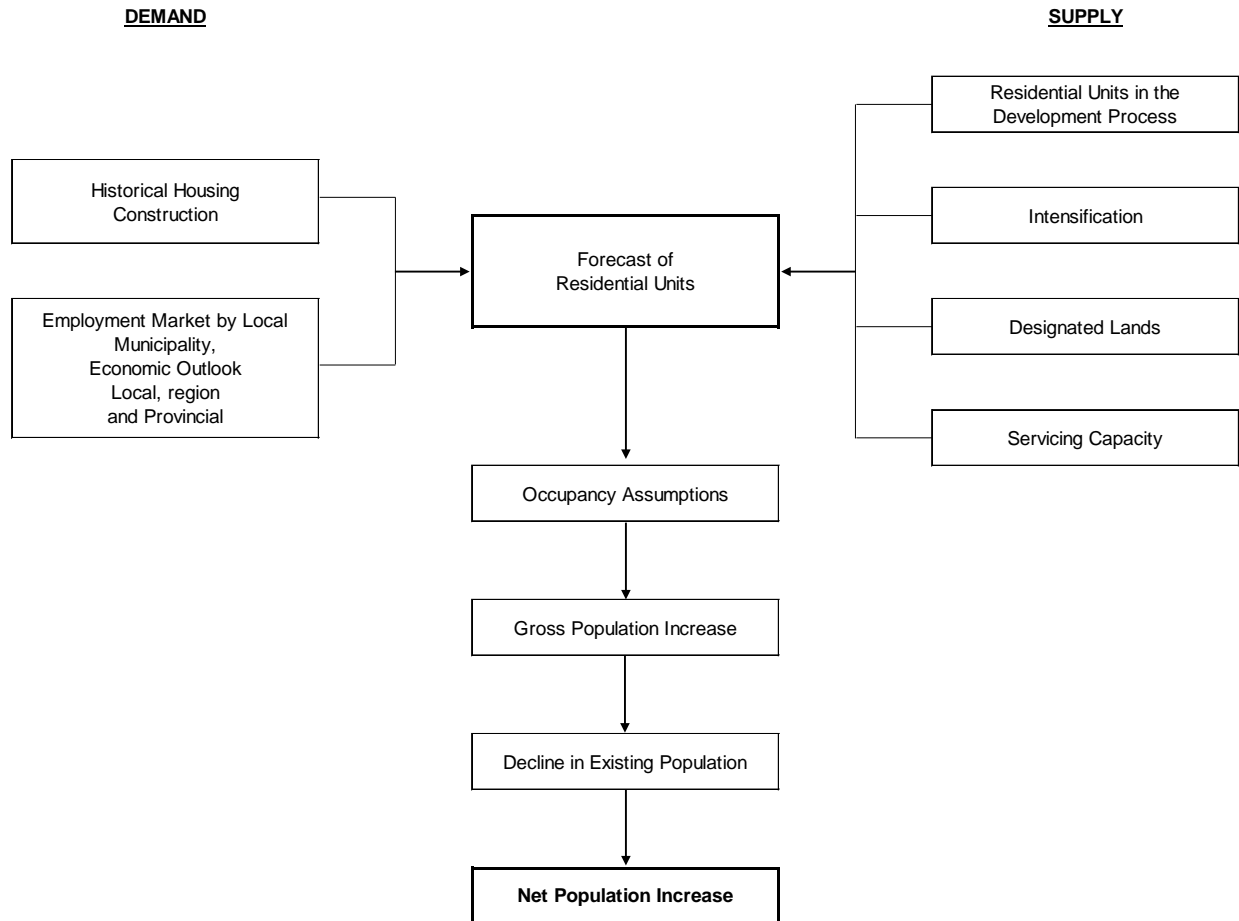 DEMAND
SUPPLY
Residential Units in the
Development Process
Historical Housing
Construction
Intensification
Forecast of
Residential Units
Employment Market by Local
Municipality,
Economic Outlook
Local, region
and Provincial
Designated Lands
Servicing Capacity
Occupancy Assumptions
Gross Population Increase
Decline in Existing Population
Net Population Increase